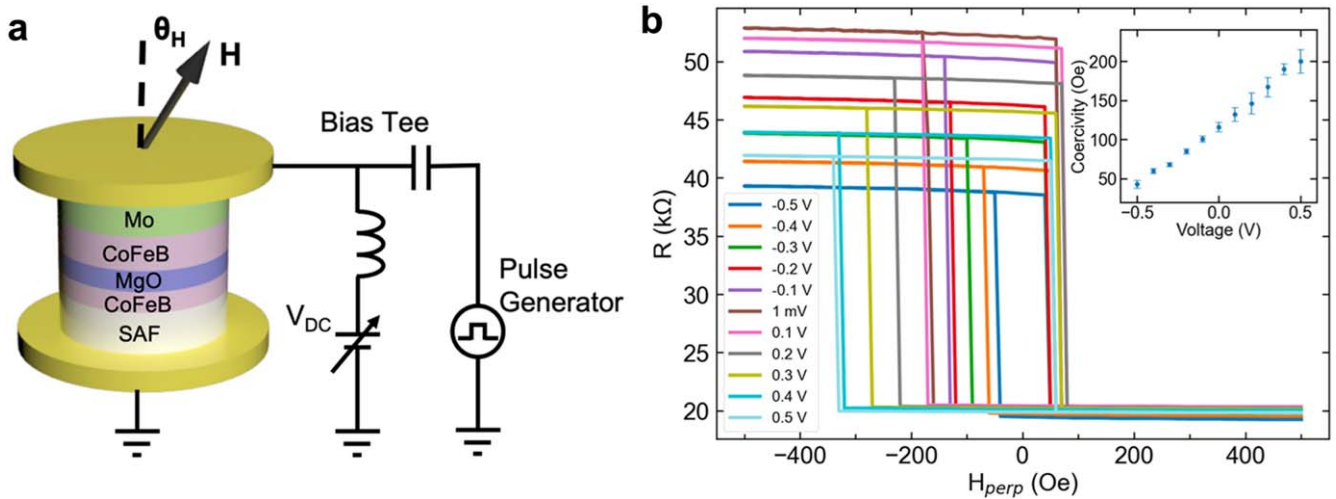 a
θH
H
Bias Tee
Mo
CoFeB
MgO
CoFeB
SAF
VDC
Pulse
Generator
b
R (kΩ)
50
45
40
35
30
25
20
-0.5 V
-0.4 V
-0.3 V
-0.2 V
-0.1 V
1 mV
0.1 V
0.2 V
0.3 V
0.4 V
0.5 V
−400
−200
0
200
400
Hperp (Oe)
Coercivity (Oe)
200
150
100
50
−0.5
0.0
0.5
Voltage (V)